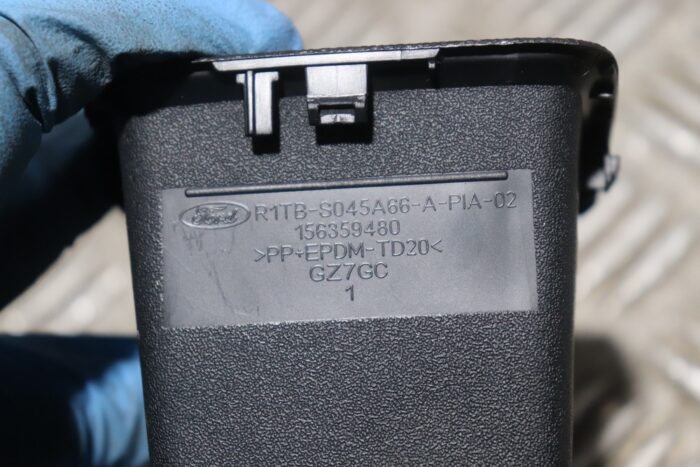 Ford R1TB-S045A66-A-PIA-02
156359480
>PP+EPDM-TD20<
GZ7GC
1